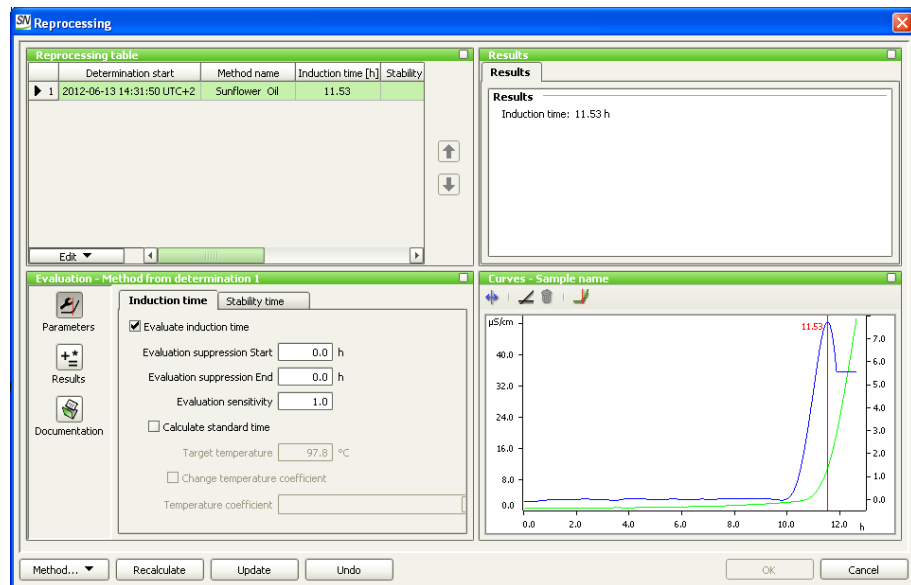 SN Reprocessing
Reprocessing table
Determination start Method name Induction time [h] Stability
1 2012-06-13 14:31:50 UTC+2 Sunflower Oil 11.53
Edit
Results
Results
Results
Induction time: 11.53 h
Evaluation - Method from determination 1
Parameters
Results
Documentation
Induction time Stability time
Evaluate induction time
Evaluation suppression Start 0.0 h
Evaluation suppression End 0.0 h
Evaluation sensitivity 1.0
Calculate standard time
Target temperature 97.8 °C
Change temperature coefficient
Temperature coefficient
Curves - Sample name
µS/cm
11.53
40.0
32.0
24.0
16.0
8.0
0.0
7.0
6.0
5.0
4.0
3.0
2.0
1.0
0.0
0.0 2.0 4.0 6.0 8.0 10.0 12.0 h
Method... Recalculate Update Undo OK Cancel